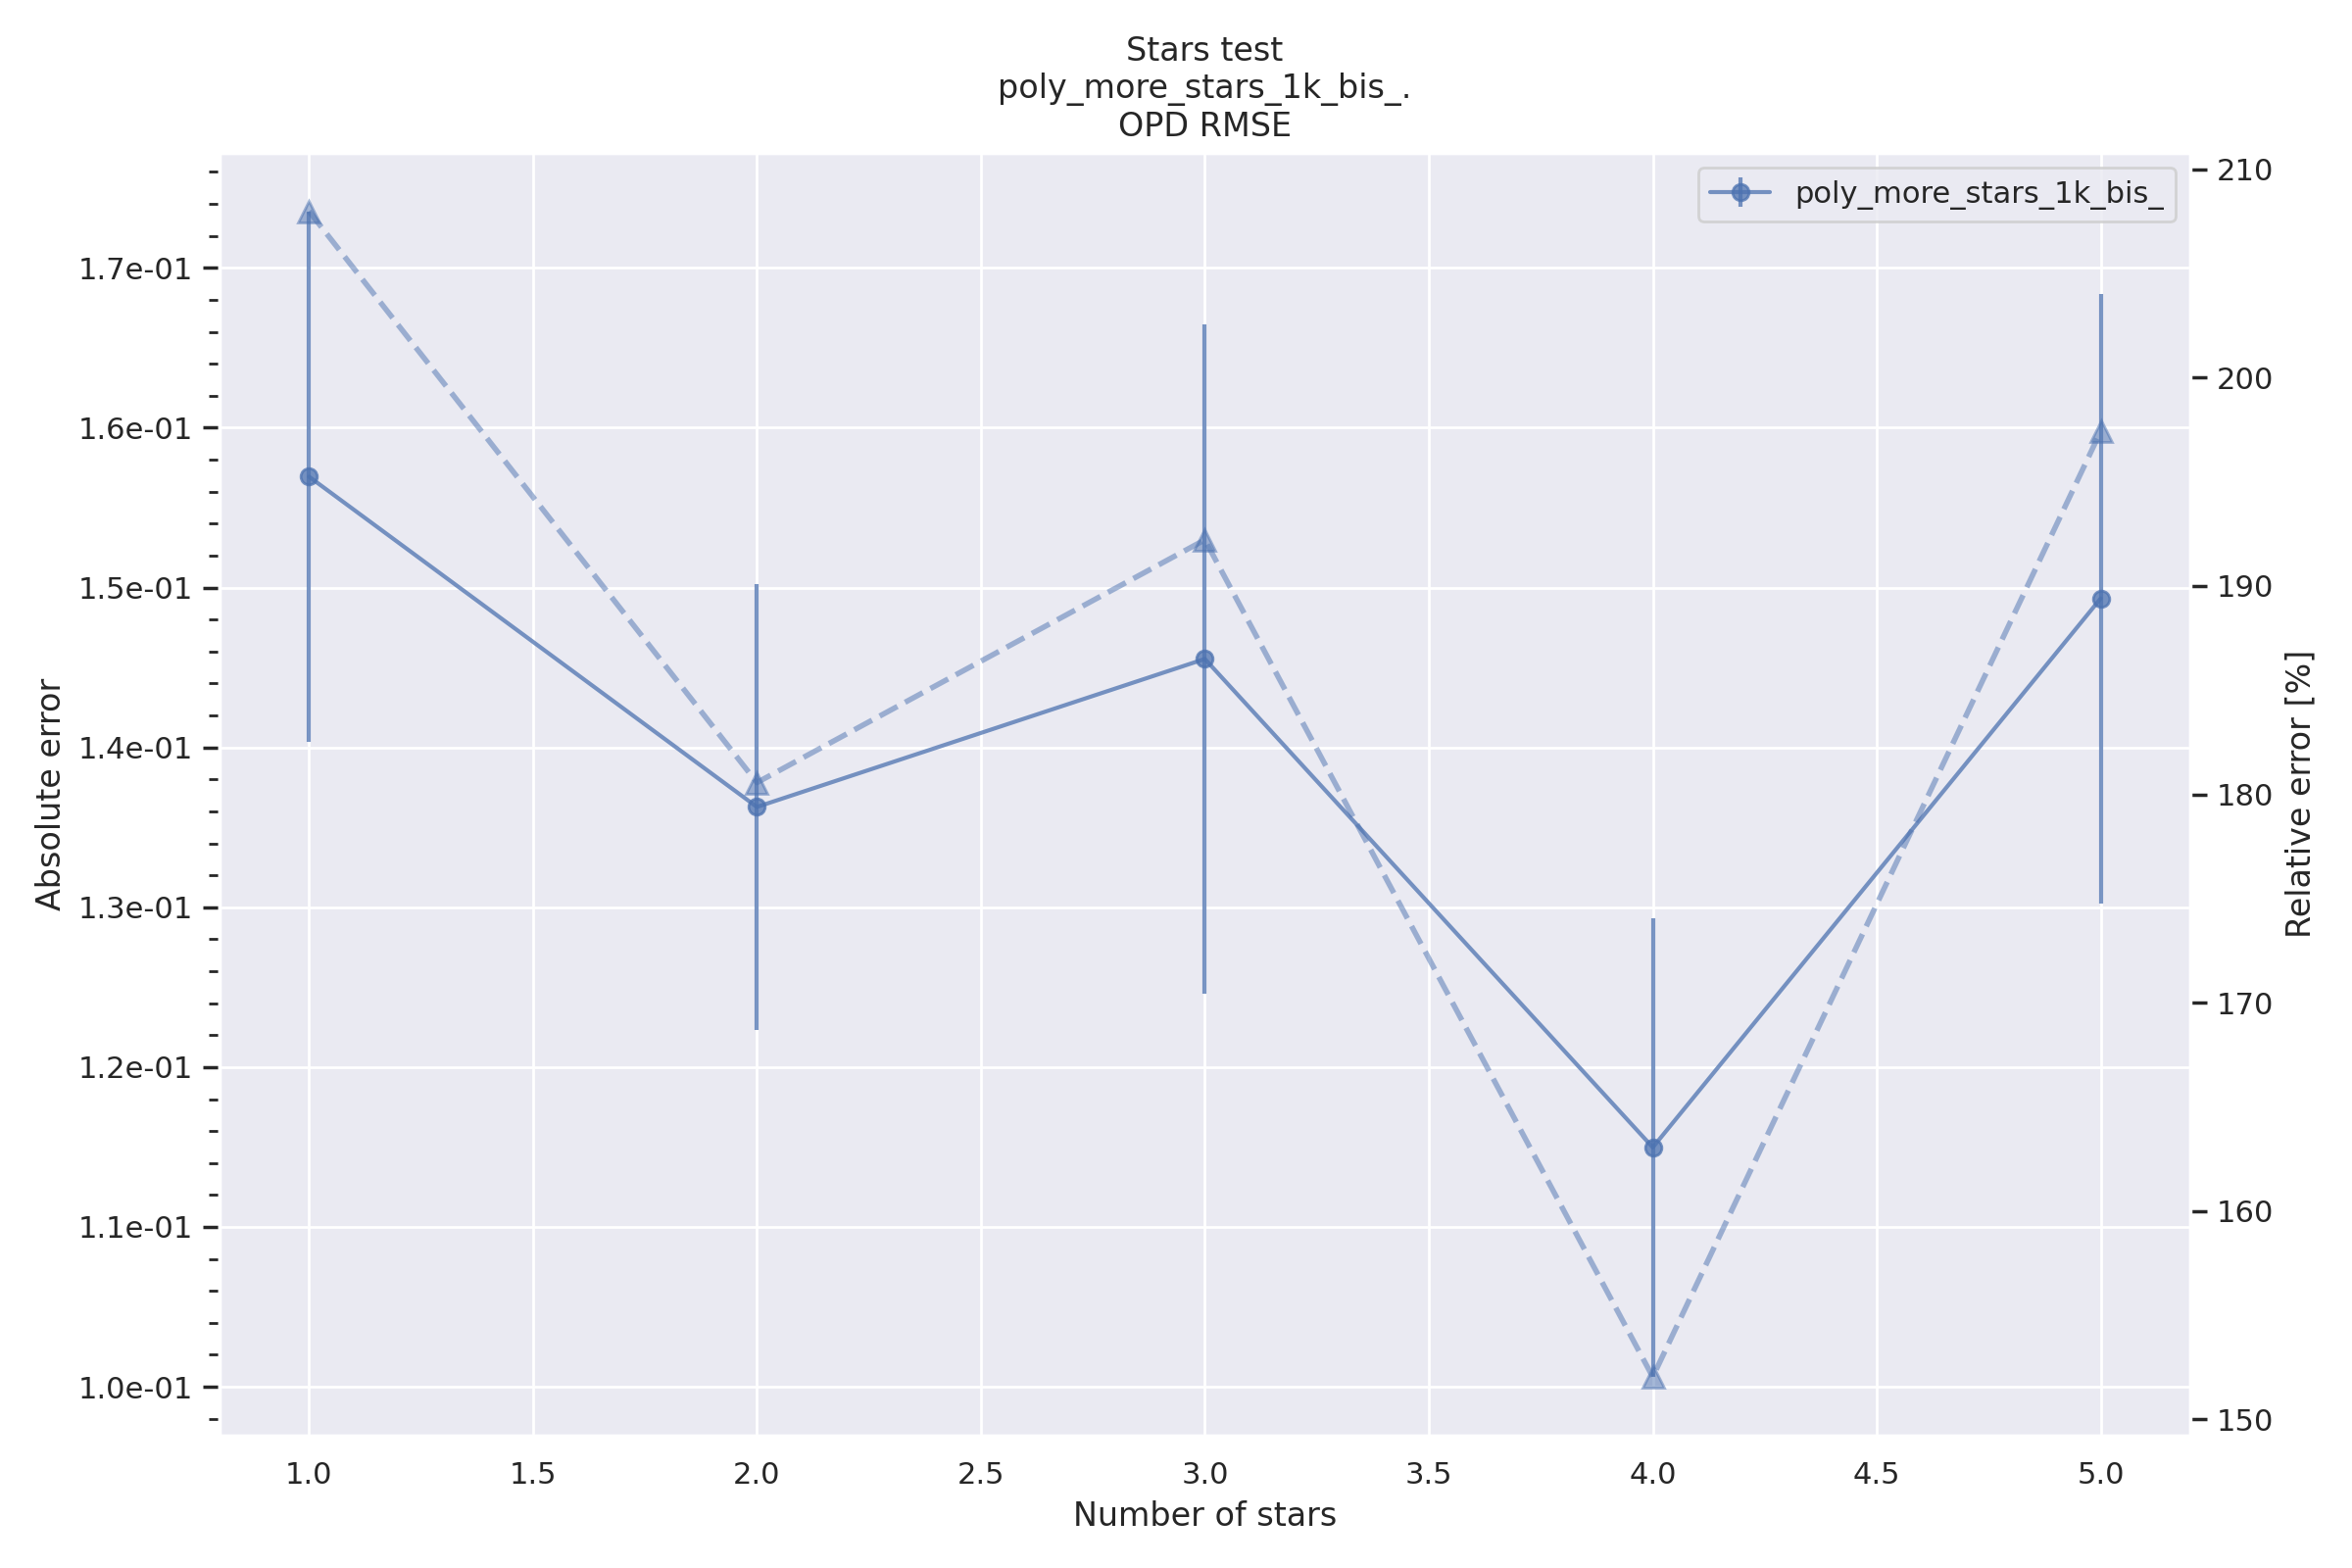 Stars test
poly_more_stars_1k_bis_.
OPD RMSE
poly_more_stars_1k_bis_
Absolute error
1.7e-01
1.6e-01
1.5e-01
1.4e-01
1.3e-01
1.2e-01
1.1e-01
1.0e-01
210
200
190
180
170
160
150
Relative error [%]
1.0 1.5 2.0 2.5 3.0 3.5 4.0 4.5 5.0
Number of stars